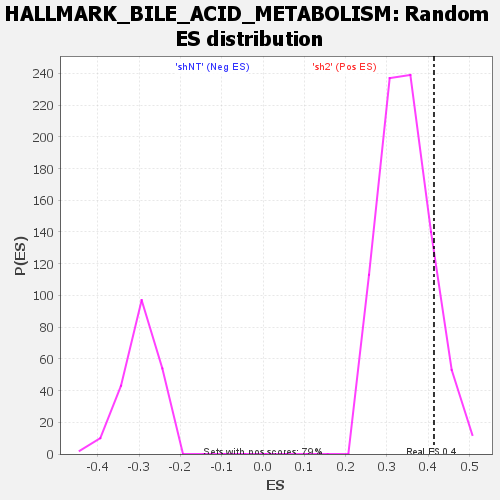 HALLMARK_BILE_ACID_METABOLISM: Random
ES distribution
'shNT' (Neg ES)
'sh2' (Pos ES)
240
220
200
180
160
140
120
100
80
60
40
20
0
P(ES)
Sets with pos scores: 79%
Real ES 0.4
-0.4 -0.3 -0.2 -0.1 0.0 0.1 0.2 0.3 0.4 0.5
ES